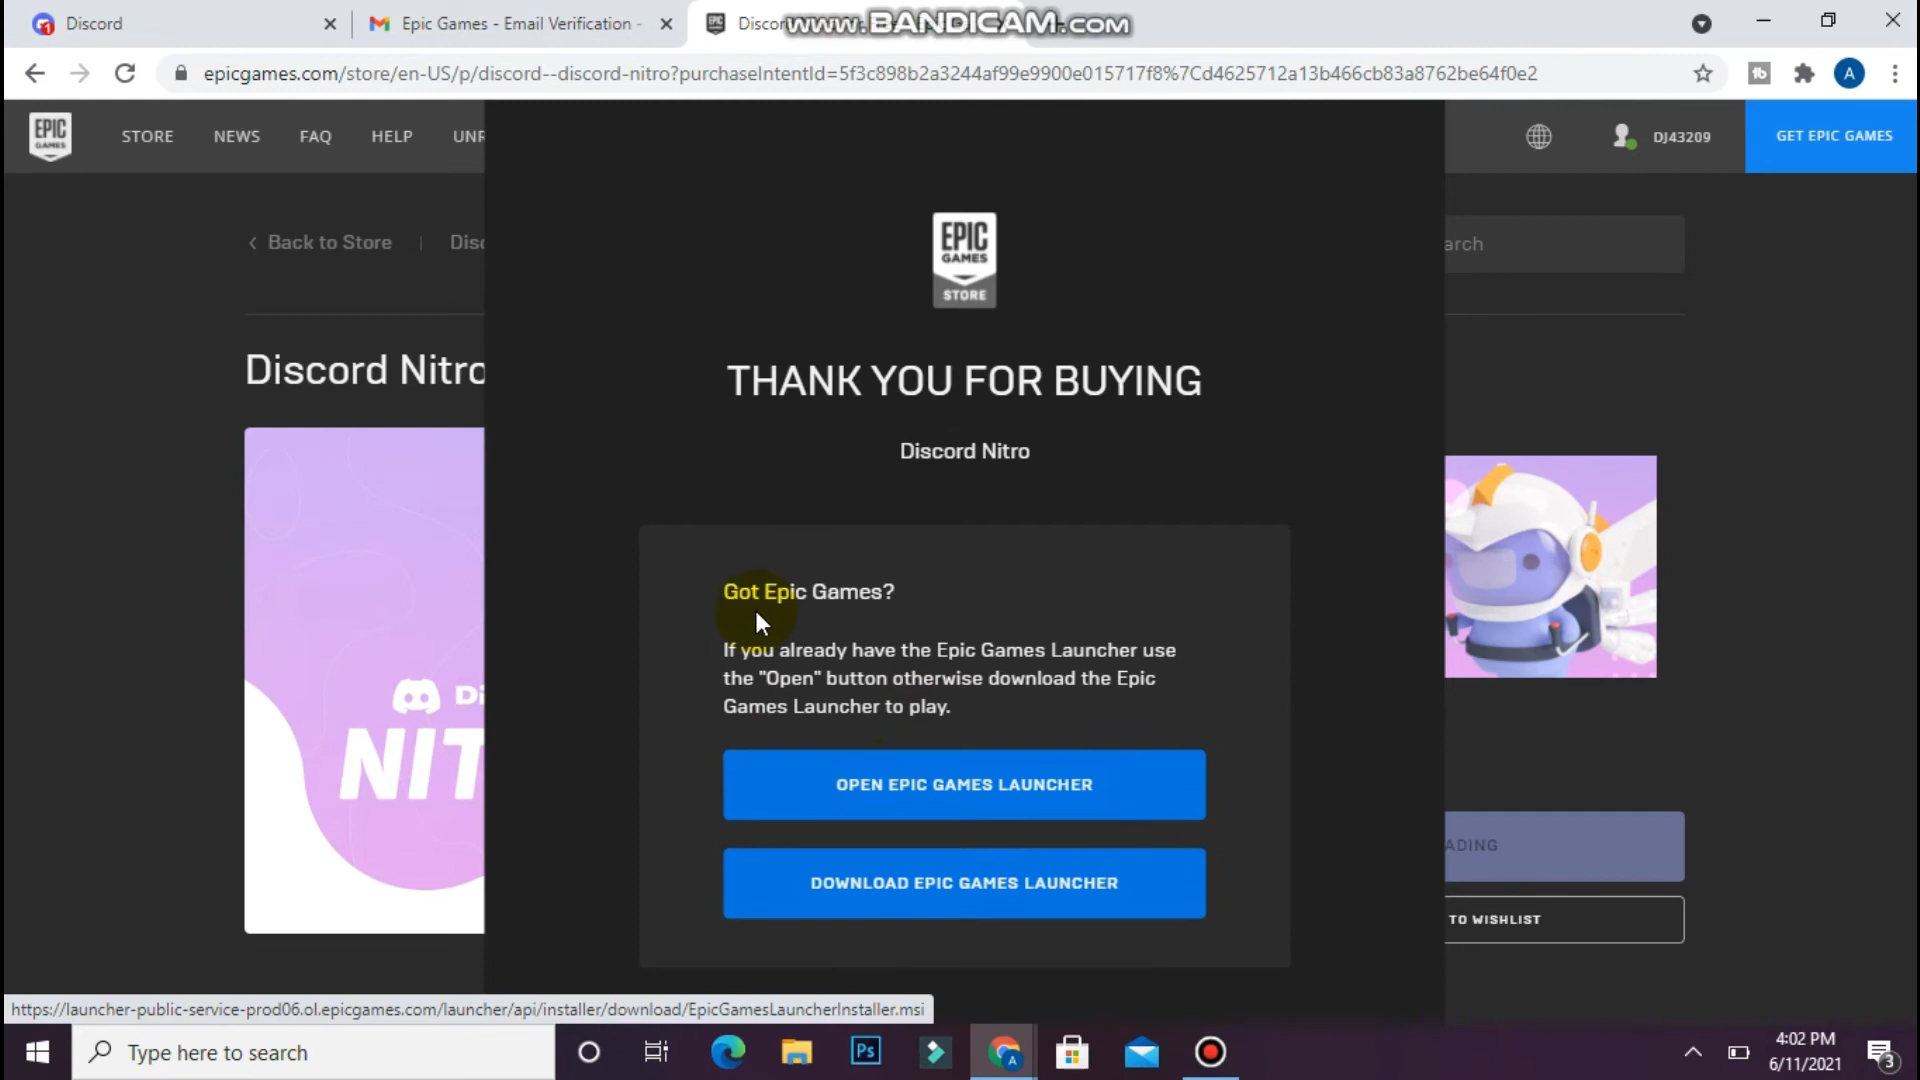 Discord
Epic Games - Email Verification -
Discor
www.BANDICAM.com
epicgames.com/store/en-US/p/discord--discord-nitro?purchaseIntentId=5f3c898b2a3244af99e9900e015717f8%7Cd4625712a13b466cb83a8762be64f0e2
A
EPIC GAMES
STORE
NEWS
FAQ
HELP
UNR
DJ43209
GET EPIC GAMES
Back to Store
Disc
arch
EPIC
GAMES
STORE
Discord Nitro
THANK YOU FOR BUYING
Discord Nitro
Got Epic Games?
If you already have the Epic Games Launcher use
the "Open" button otherwise download the Epic
Games Launcher to play.
Di
NIT
OPEN EPIC GAMES LAUNCHER
ADING
DOWNLOAD EPIC GAMES LAUNCHER
TO WISHLIST
https://launcher-public-service-prod06.ol.epicgames.com/launcher/api/installer/download/EpicGamesLauncherInstaller.msi
Type here to search
Ps
A
4:02 PM
6/11/2021
3